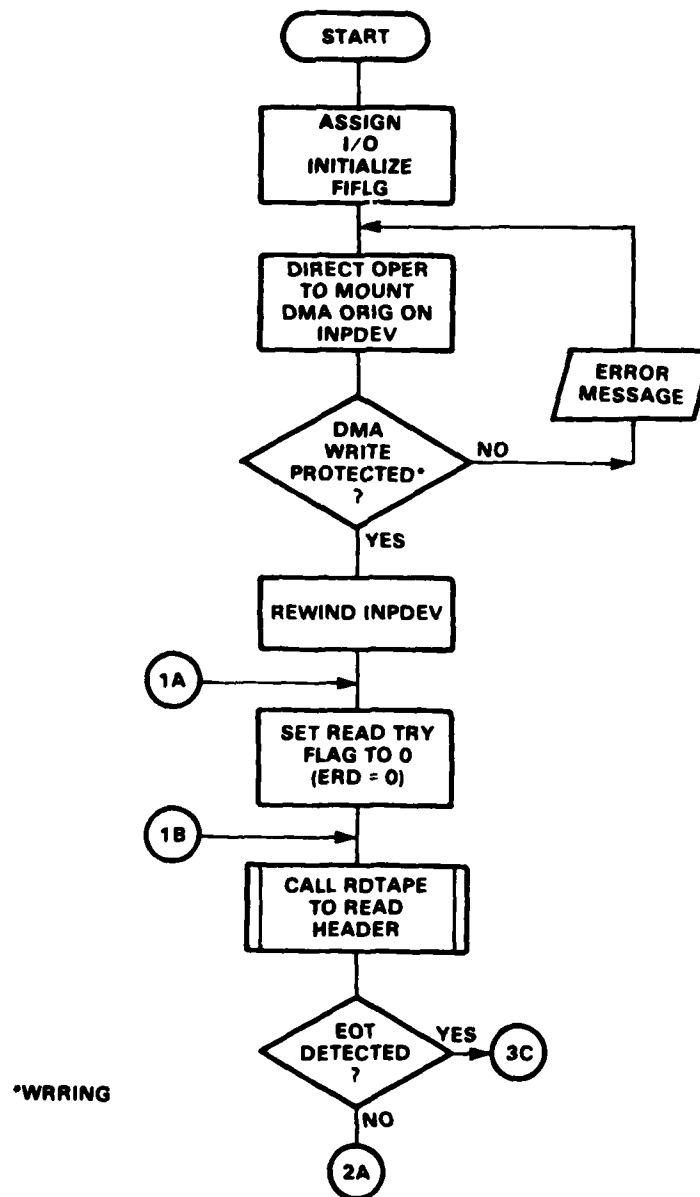 START
ASSIGN
I/O
INITIALIZE
FIFLG
DIRECT OPER
TO MOUNT
DMA ORIG ON
INPDEV
ERROR
MESSAGE
DMA
WRITE
PROTECTED*
?
NO
YES
REWIND INPDEV
1A
SET READ TRY
FLAG TO 0
(ERD = 0)
1B
CALL RDTAPE
TO READ
HEADER
EOT
DETECTED
?
YES
3C
*WRRING
NO
2A